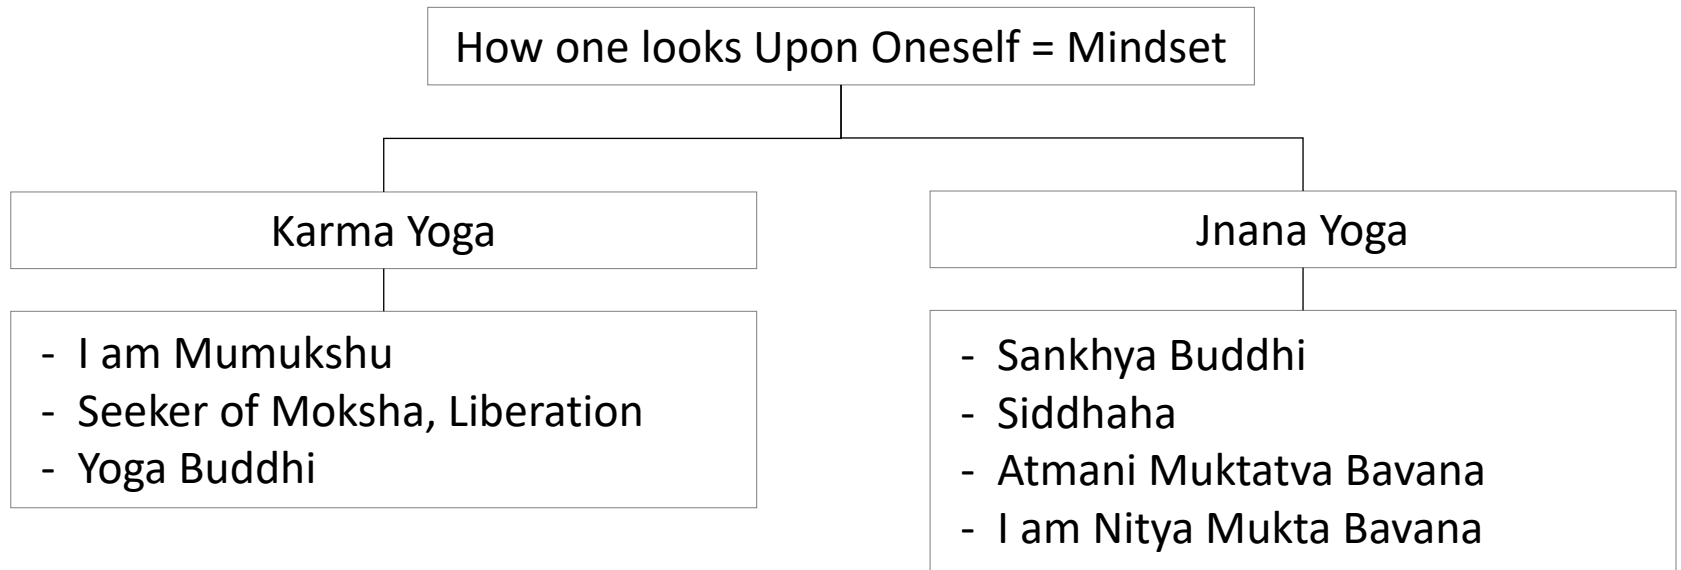 How one looks Upon Oneself = Mindset
Karma Yoga
- I am Mumukshu
- Seeker of Moksha, Liberation
- Yoga Buddhi
Jnana Yoga
- Sankhya Buddhi
- Siddhaha
- Atmani Muktatva Bavana
- I am Nitya Mukta Bavana